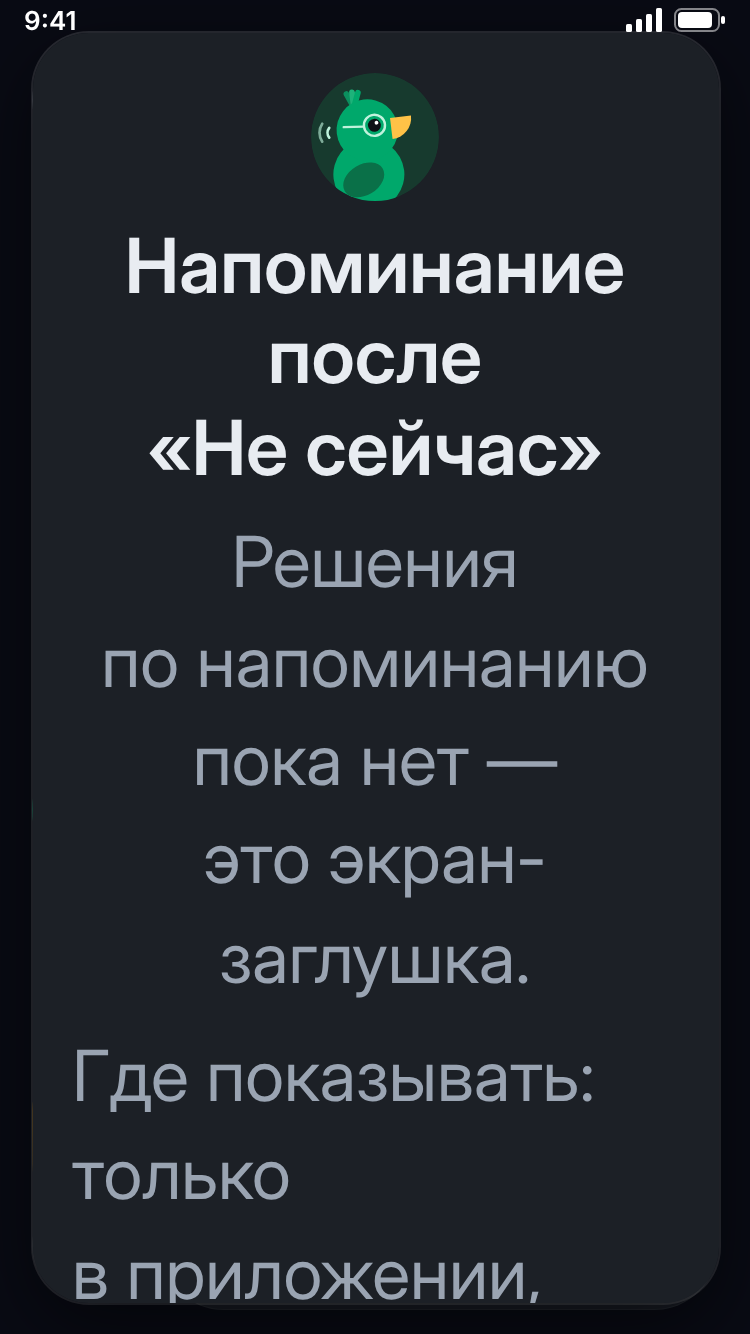 9:41
Напоминание
после
«Не сейчас»
Решения
по напоминанию
пока нет —
это экран-
заглушка.
Где показывать:
только
в приложении,